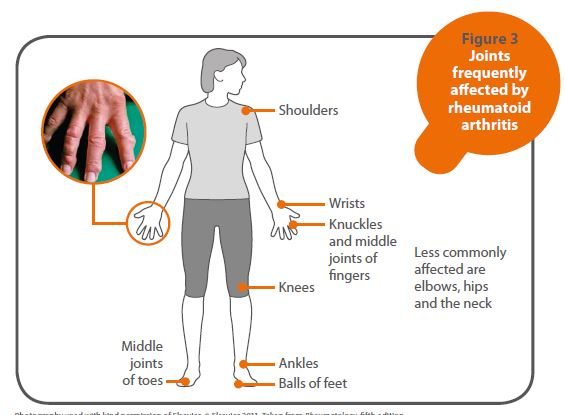 Figure 3
Joints
frequently
affected by
rheumatoid
arthritis
Shoulders
Wrists
Knuckles
and middle
joints of
fingers
Less commonly
affected are
elbows, hips
and the neck
Knees
Middle
joints
of toes
Ankles
Balls of feet